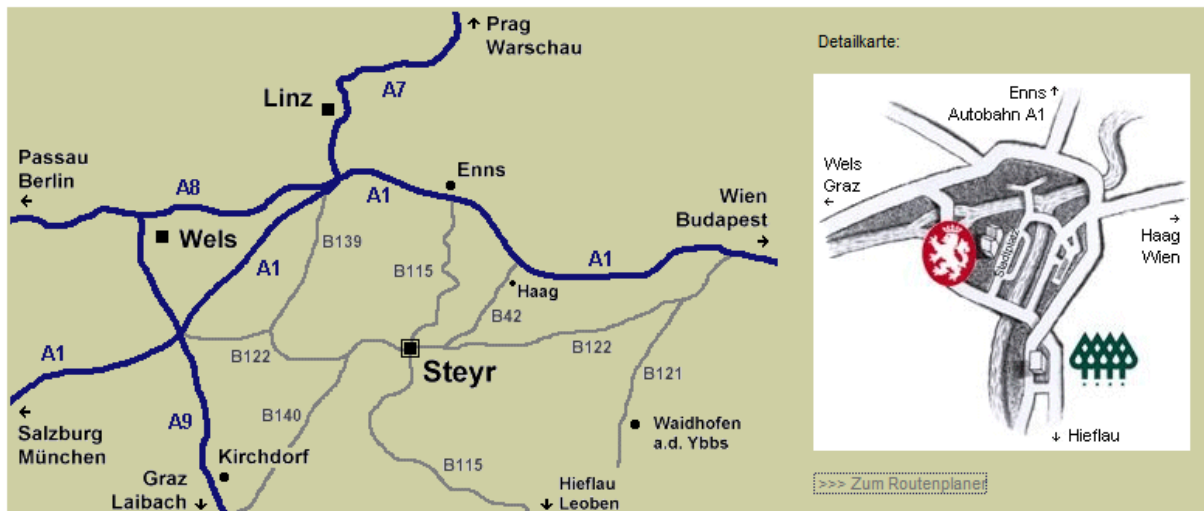 Prag
Warschau
A7
Linz
Passau
Berlin
A8
A1
Enns
Wien
Budapest
Wels
B139
A1
B115
A1
Haag
B42
B122
B122
A1
Steyr
B121
Salzburg
München
A9
B140
Waidhofen
a.d. Ybbs
Kirchdorf
Graz
Laibach
B115
Hieflau
Leoben
Detailkarte:
Enns
Autobahn A1
Wels
Graz
Haag
Wien
Stadtplatz
Hieflau
>>> Zum Routenplaner